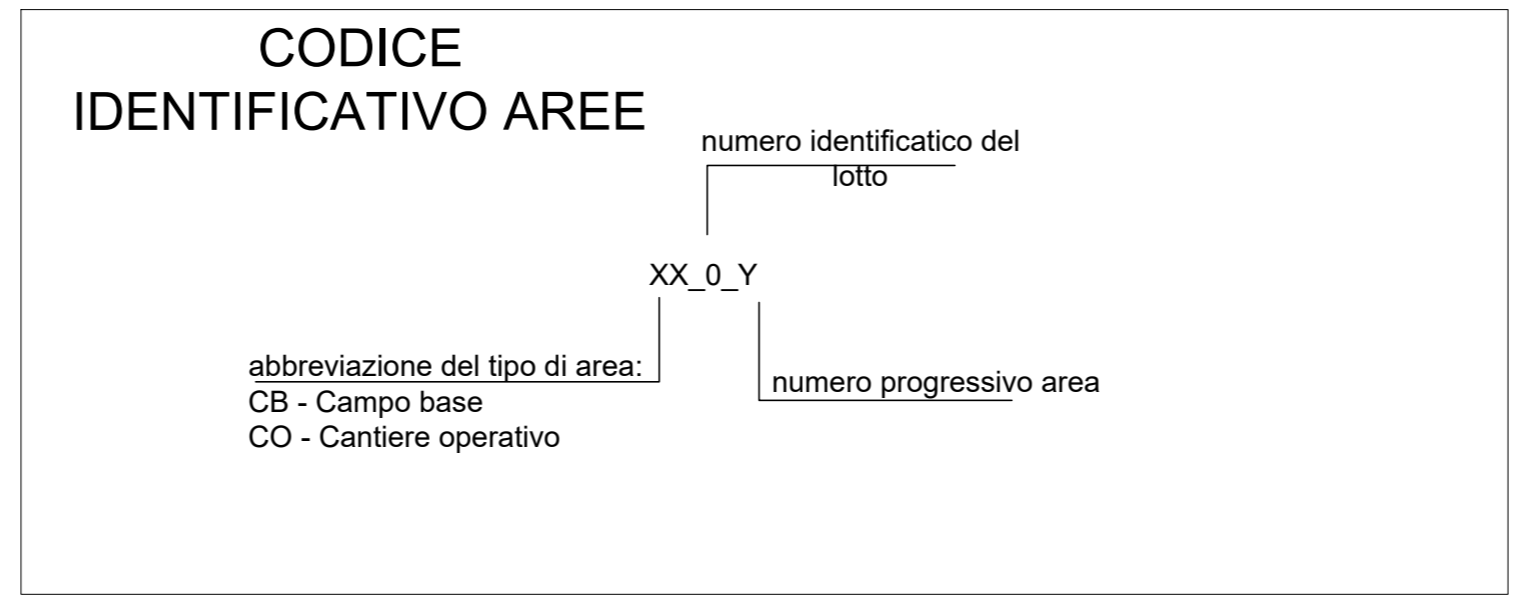 CODICE
IDENTIFICATIVO AREE
numero identificatico del
lotto
XX_0_Y
abbreviazione del tipo di area:
CB - Campo base
CO - Cantiere operativo
numero progressivo area